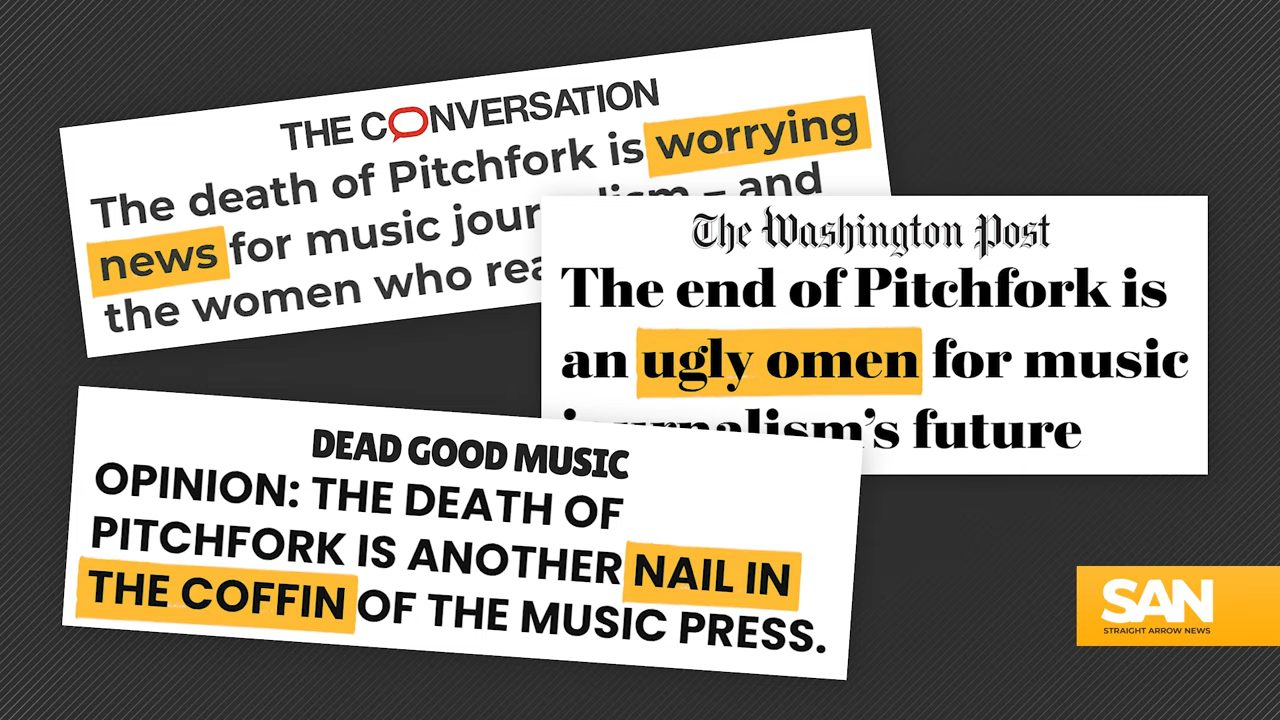 THE CONVERSATION
The death of Pitchfork is worrying
news for music jour – and
the women who rea
The Washington Post
The end of Pitchfork is
an ugly omen for music
journalism's future
DEAD GOOD MUSIC
OPINION: THE DEATH OF
PITCHFORK IS ANOTHER NAIL IN
THE COFFIN OF THE MUSIC PRESS.
SAN
STRAIGHT ARROW NEWS